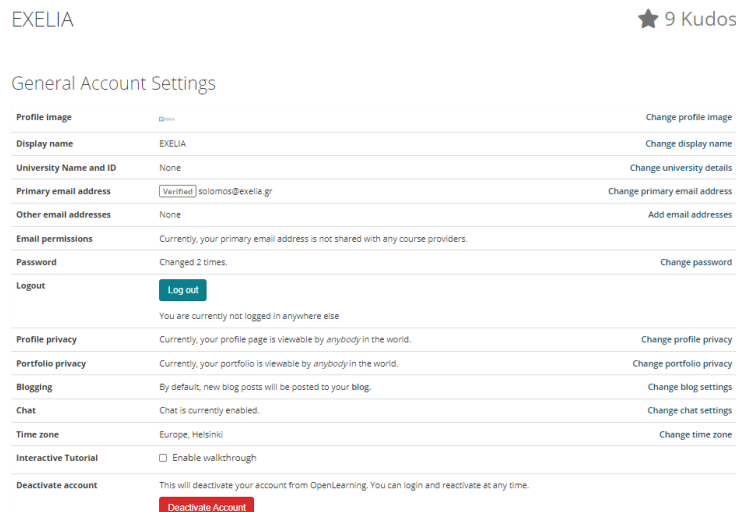 EXELIA
9 Kudos
General Account Settings
Profile image Change profile image
Display name EXELIA Change display name
University Name and ID None Change university details
Primary email address Verified solomos@exelia.gr Change primary email address
Other email addresses None Add email addresses
Email permissions Currently, your primary email address is not shared with any course providers.
Password Changed 2 times. Change password
Logout Log out
You are currently not logged in anywhere else
Profile privacy Currently, your profile page is viewable by anybody in the world. Change profile privacy
Portfolio privacy Currently, your portfolio is viewable by anybody in the world. Change portfolio privacy
Blogging By default, new blog posts will be posted to your blog. Change blog settings
Chat Chat is currently enabled. Change chat settings
Time zone Europe, Helsinki Change time zone
Interactive Tutorial Enable walkthrough
Deactivate account This will deactivate your account from OpenLearning. You can login and reactivate at any time.
Deactivate Account